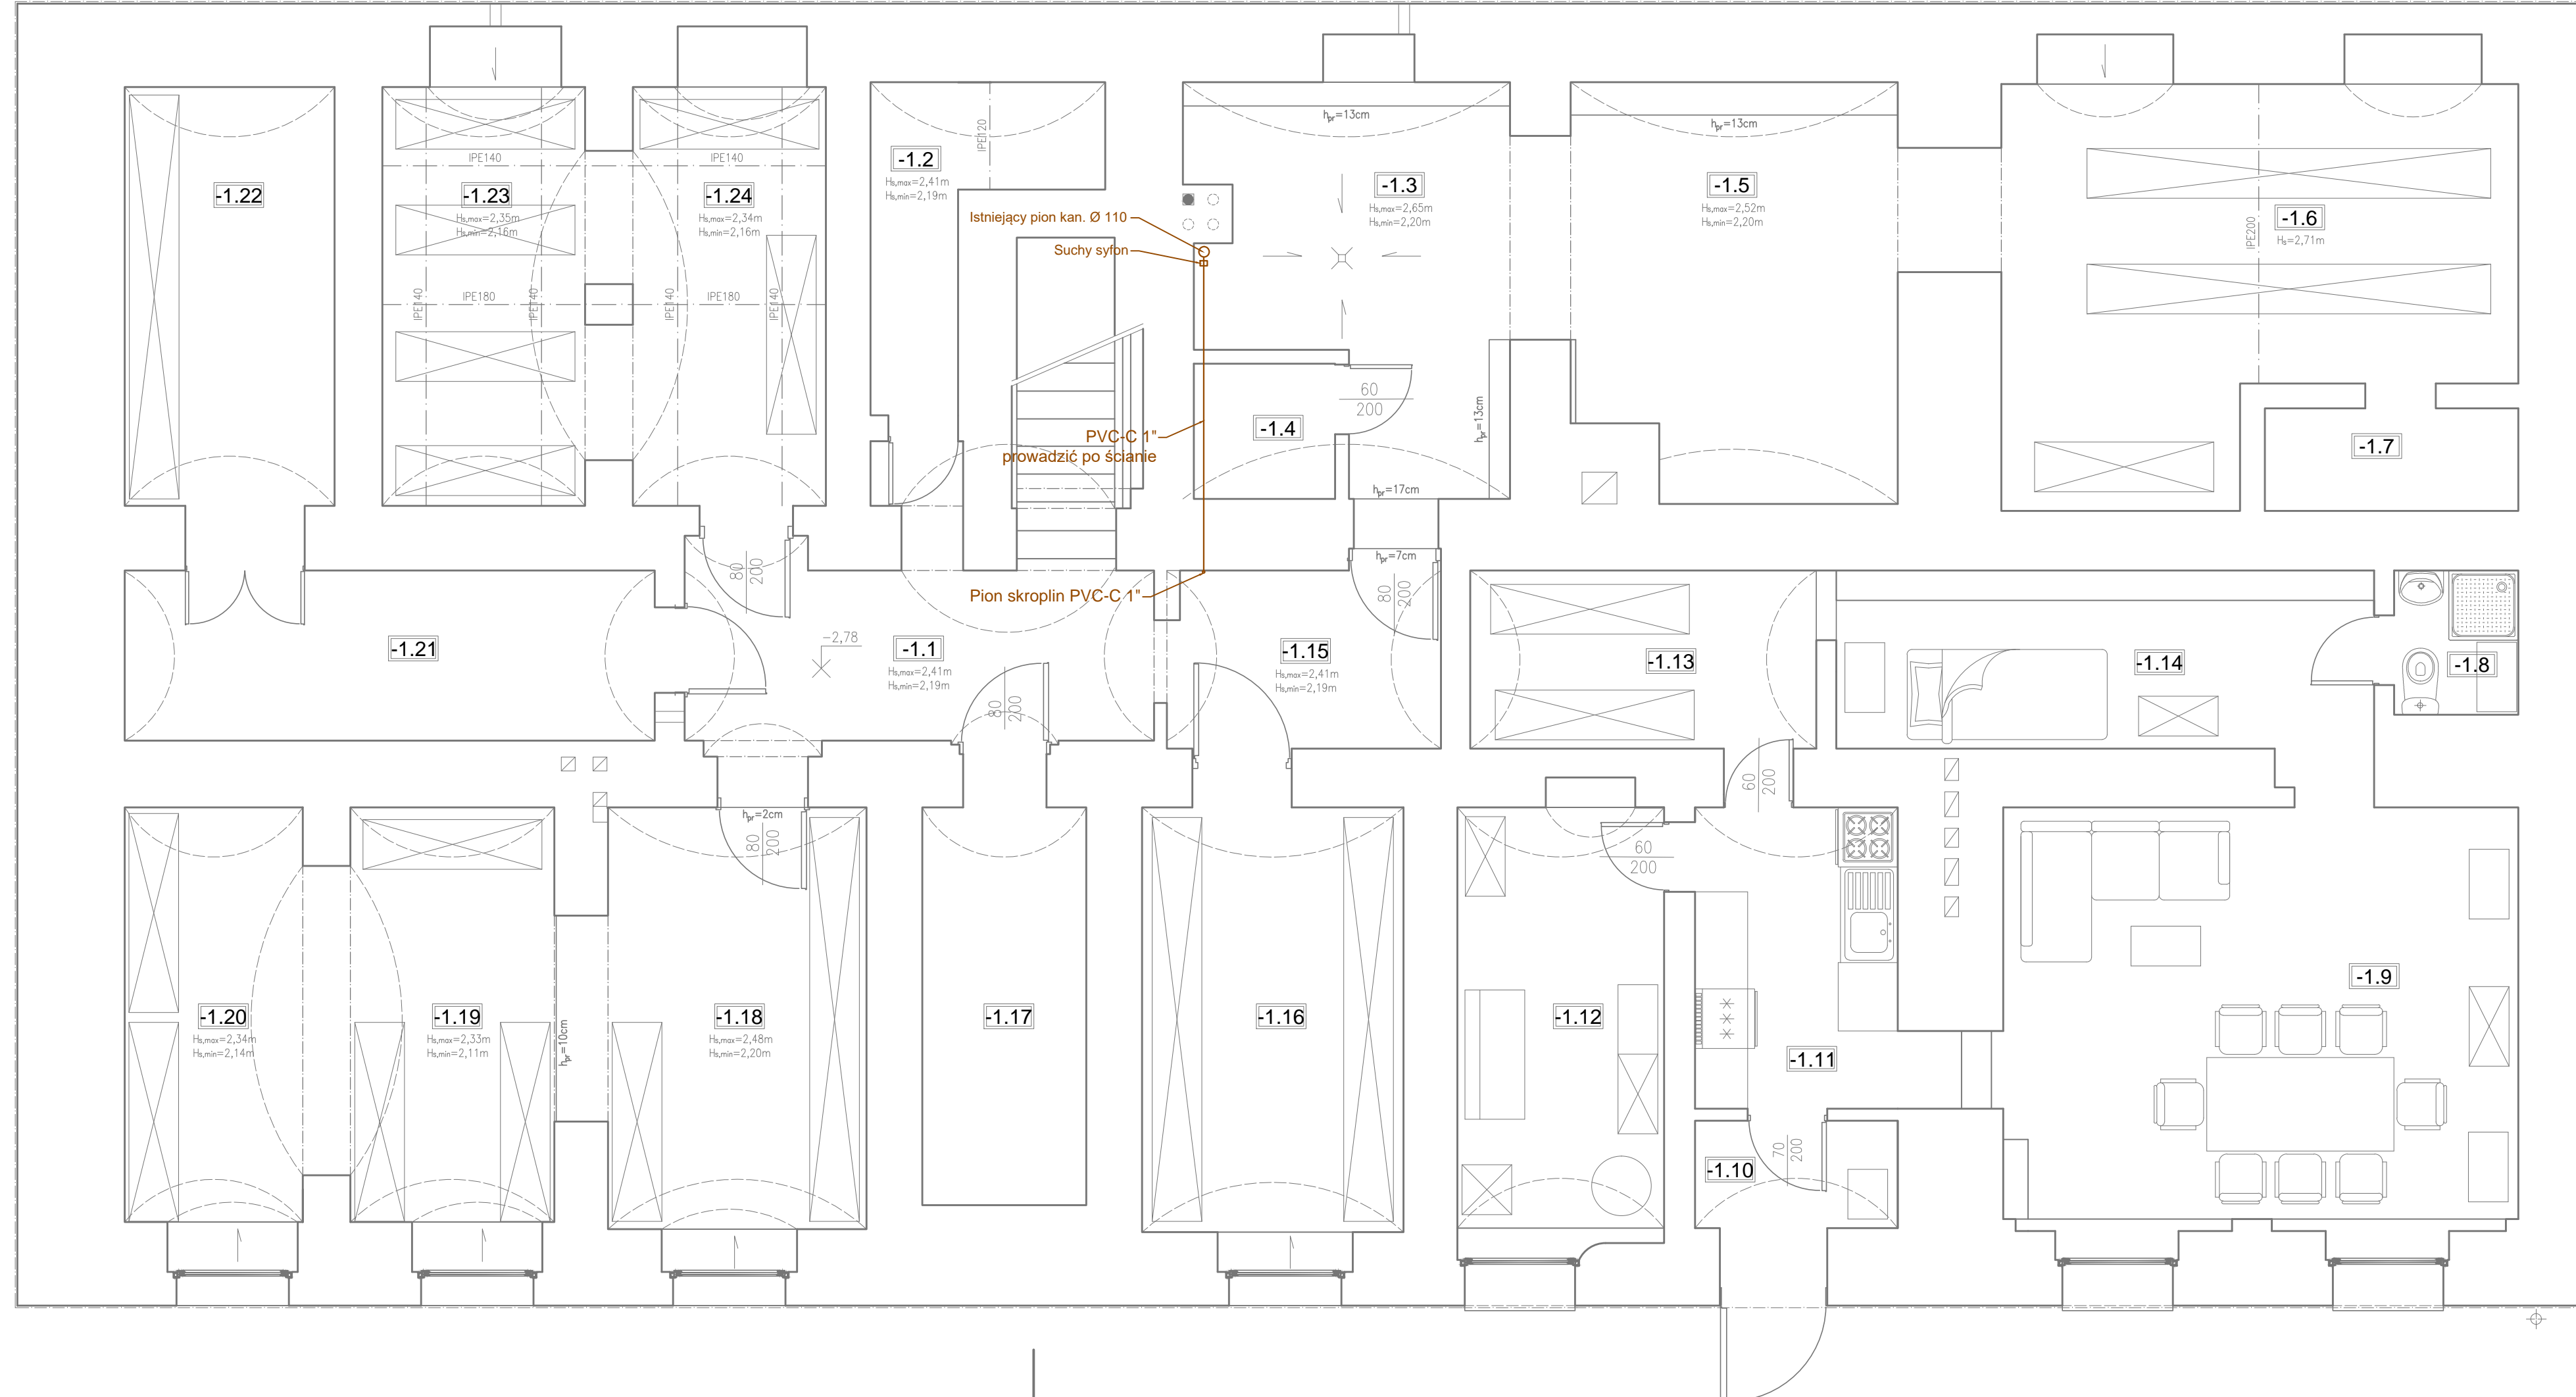 hpr=13cm
hpr=13cm
IPE140
IPE140
IPE120
-1.2
Hs,max=2,41m
Hs,min=2,19m
-1.22
-1.23
Hs,max=2,35m
Hs,min=2,16m
-1.24
Hs,max=2,34m
Hs,min=2,16m
-1.3
Hs,max=2,65m
Hs,min=2,20m
-1.5
Hs,max=2,52m
Hs,min=2,20m
-1.6
Hs=2,71m
IPE200
Istniejący pion kan. Ø 110
Suchy syfon
IPE140
IPE180
IPE140
IPE140
IPE180
IPE140
60
200
-1.4
hpr=13cm
PVC-C 1"
prowadzić po ścianie
-1.7
hpr=17cm
hpr=7cm
80
200
80
200
Pion skroplin PVC-C 1"
-2,78
-1.21
-1.1
Hs,max=2,41m
Hs,min=2,19m
-1.15
Hs,max=2,41m
Hs,min=2,19m
-1.13
-1.14
-1.8
80
200
60
200
hpr=2cm
80
200
60
200
-1.9
-1.20
Hs,max=2,34m
Hs,min=2,14m
-1.19
Hs,max=2,33m
Hs,min=2,11m
hpr=10cm
-1.18
Hs,max=2,48m
Hs,min=2,20m
-1.17
-1.16
-1.12
-1.11
-1.10
70
200